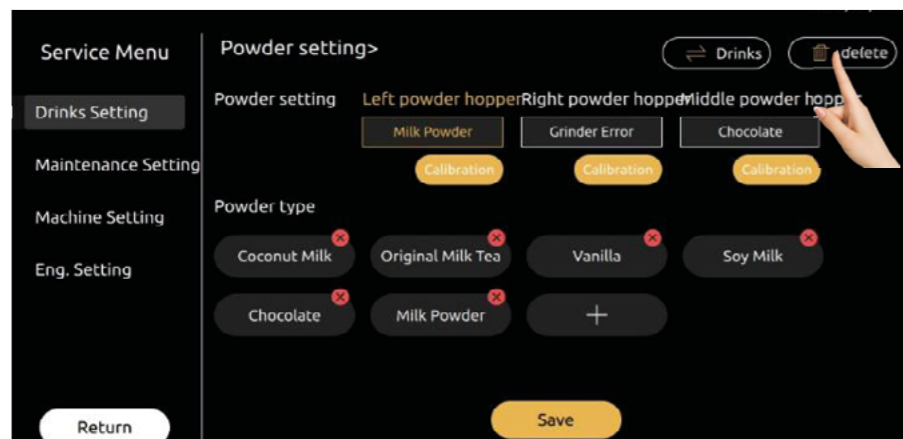 Service Menu
Powder setting>
Drinks
delete
Drinks Setting
Maintenance Setting
Machine Setting
Eng. Setting
Return
Powder setting
Left powder hopper
Right powder hopper
Middle powder hopper
Milk Powder
Grinder Error
Chocolate
Calibration
Calibration
Calibration
Powder type
Coconut Milk
Original Milk Tea
Vanilla
Soy Milk
Chocolate
Milk Powder
Save